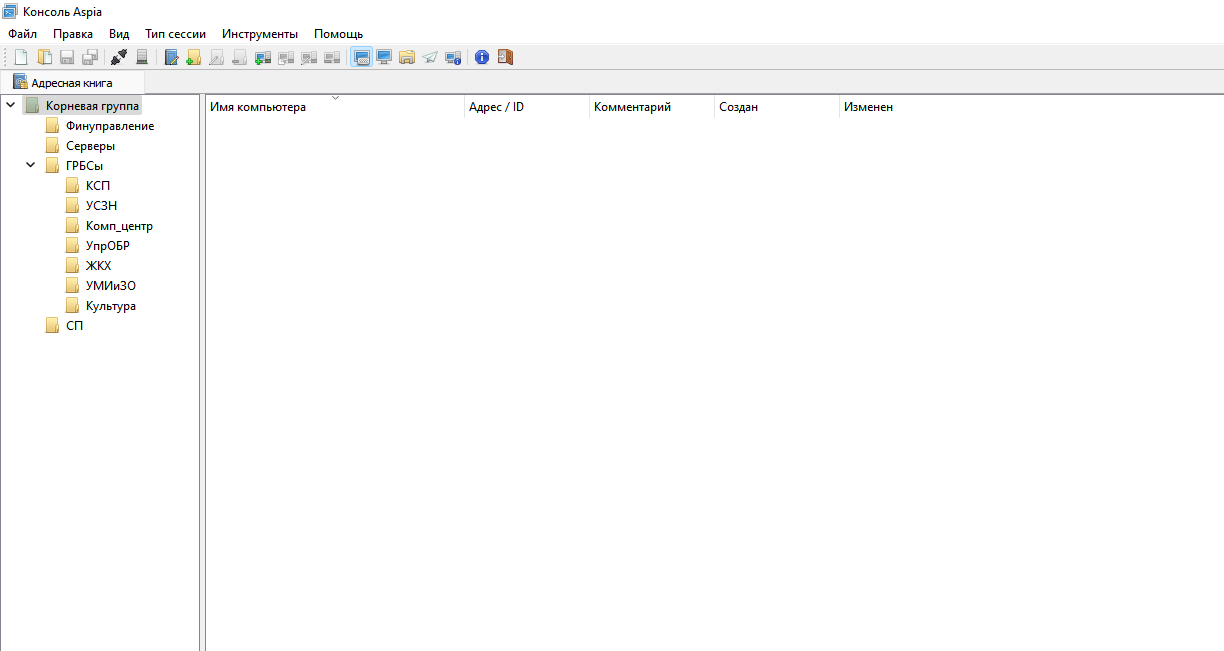 Консоль Aspia
Файл Правка Вид Тип сессии Инструменты Помощь
Адресная книга
Корневая группа
Имя компьютера Адрес / ID Комментарий Создан Изменен
Финуправление
Серверы
ГРБСы
КСП
УСЗН
Комп_центр
УпрОБР
ЖКХ
УМИиЗО
Культура
СП